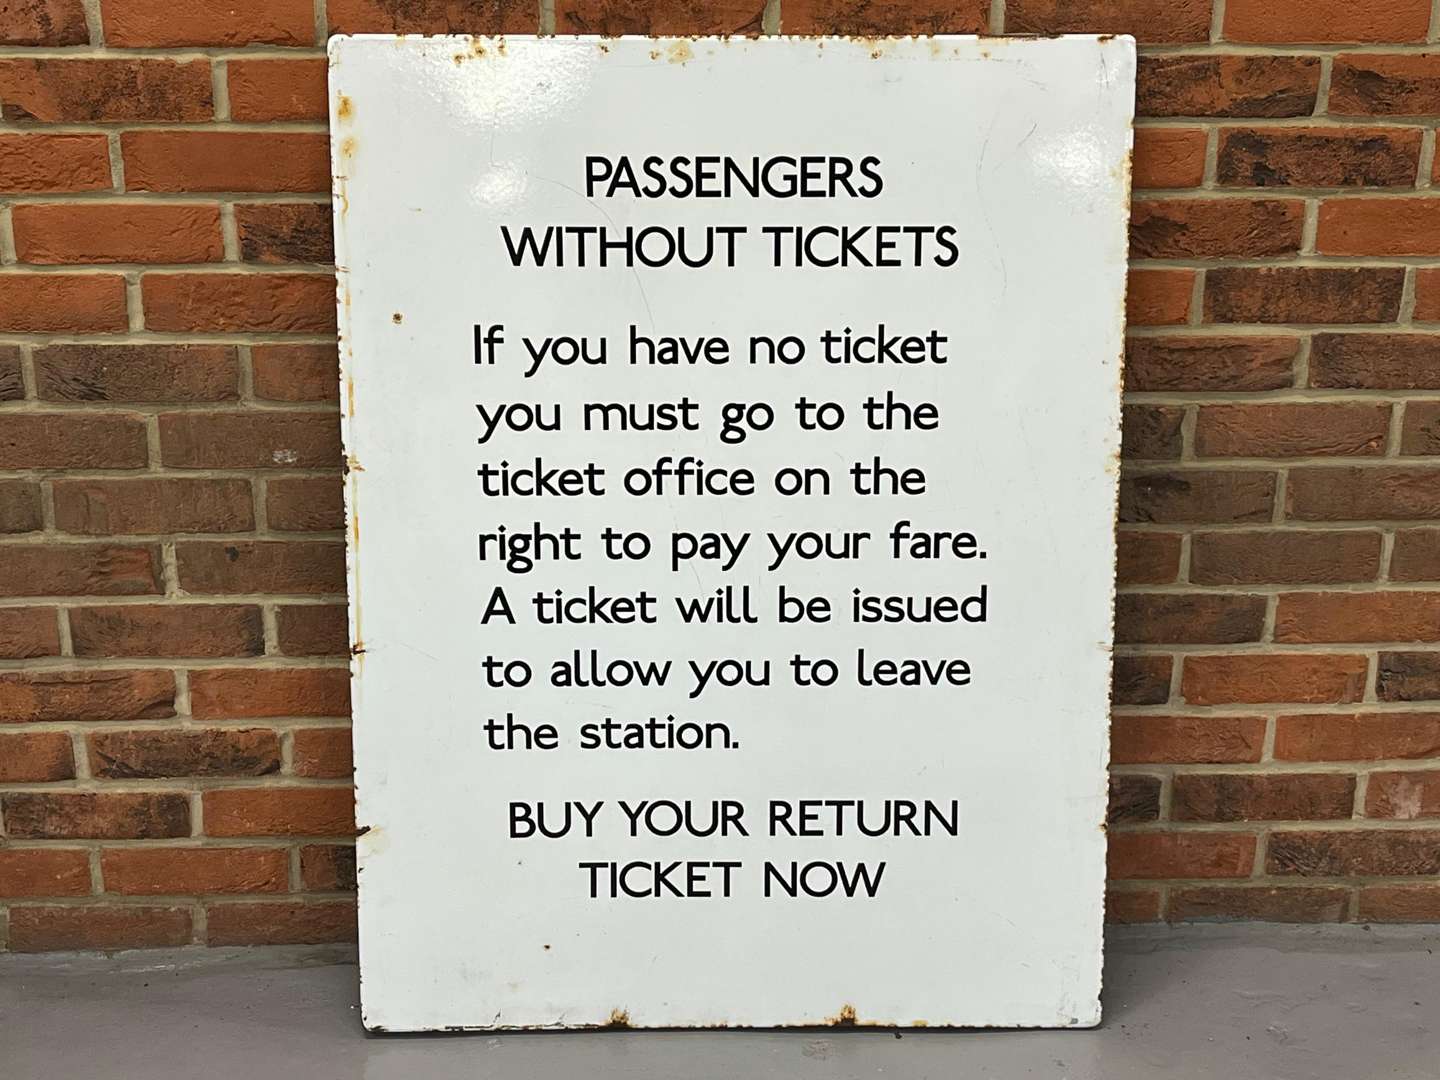 PASSENGERS
WITHOUT TICKETS
If you have no ticket
you must go to the
ticket office on the
right to pay your fare.
A ticket will be issued
to allow you to leave
the station.
BUY YOUR RETURN
TICKET NOW